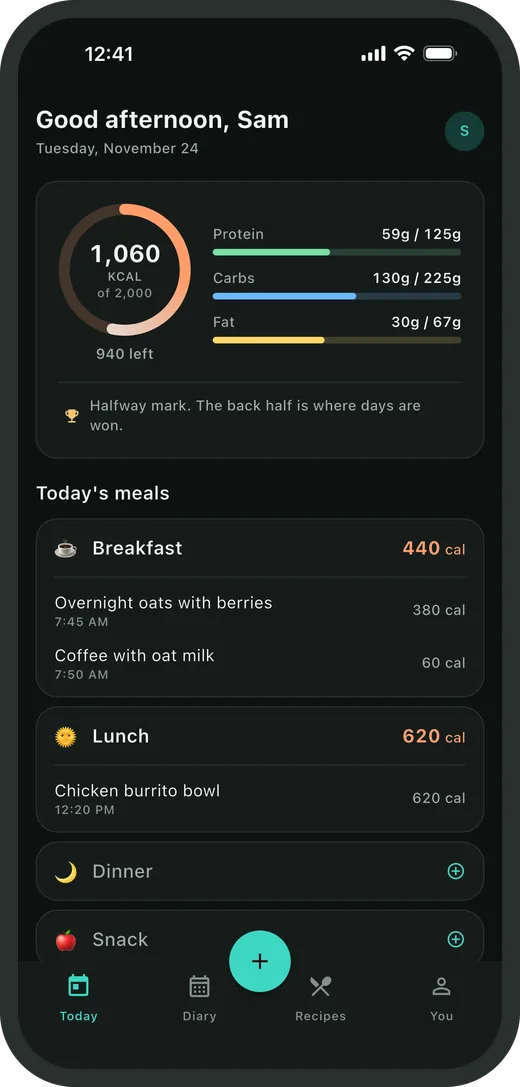 12:41
Good afternoon, Sam
Tuesday, November 24
S
1,060
KCAL
of 2,000
940 left
Protein 59g / 125g
Carbs 130g / 225g
Fat 30g / 67g
Halfway mark. The back half is where days are
won.
Today's meals
Breakfast 440 cal
Overnight oats with berries 380 cal
7:45 AM
Coffee with oat milk 60 cal
7:50 AM
Lunch 620 cal
Chicken burrito bowl 620 cal
12:20 PM
Dinner
Snack
Today Diary Recipes You